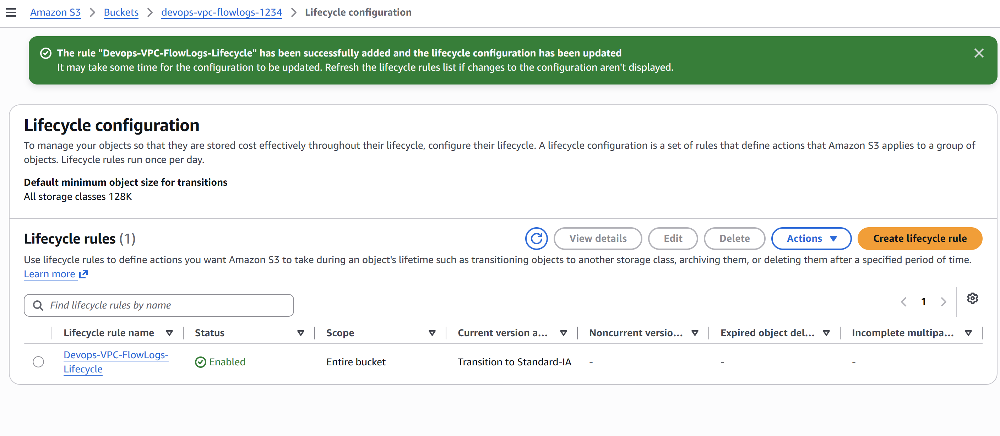 Amazon S3 > Buckets > devops-vpc-flowlogs-1234 > Lifecycle configuration
The rule "Devops-VPC-FlowLogs-Lifecycle" has been successfully added and the lifecycle configuration has been updated
It may take some time for the configuration to be updated. Refresh the lifecycle rules list if changes to the configuration aren't displayed.
Lifecycle configuration
To manage your objects so that they are stored cost effectively throughout their lifecycle, configure their lifecycle. A lifecycle configuration is a set of rules that define actions that Amazon S3 applies to a group of
objects. Lifecycle rules run once per day.
Default minimum object size for transitions
All storage classes 128K
Lifecycle rules (1)
View details
Edit
Delete
Actions
Create lifecycle rule
Use lifecycle rules to define actions you want Amazon S3 to take during an object's lifetime such as transitioning objects to another storage class, archiving them, or deleting them after a specified period of time.
Learn more
Find lifecycle rules by name
1
Lifecycle rule name
Status
Scope
Current version a...
Noncurrent versio...
Expired object del...
Incomplete multipa...
Devops-VPC-FlowLogs-
Lifecycle
Enabled
Entire bucket
Transition to Standard-IA
-
-
-